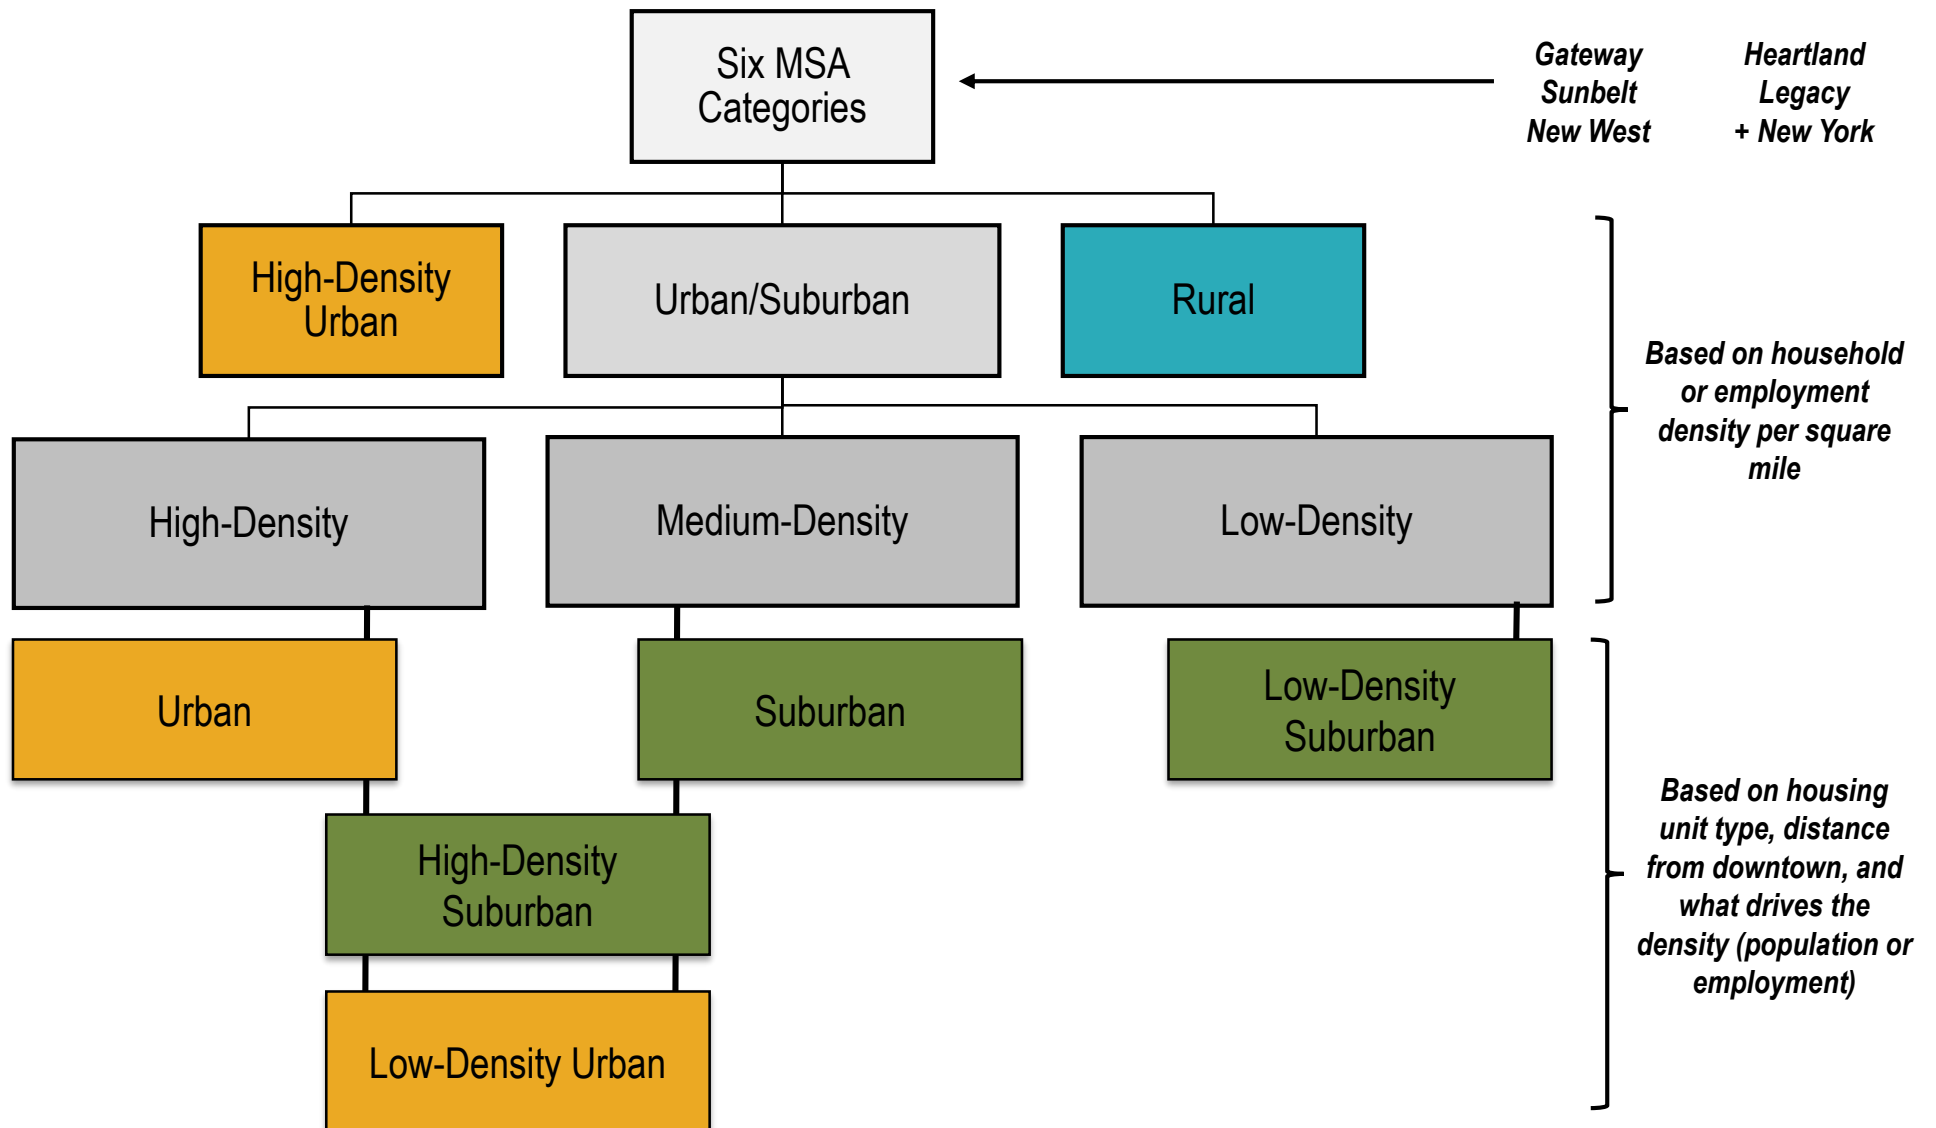 Six MSA
Categories
Gateway
Sunbelt
New West
Heartland
Legacy
+ New York
High-Density
Urban
Urban/Suburban
Rural
Based on household
or employment
density per square
mile
High-Density
Medium-Density
Low-Density
Urban
Suburban
Low-Density
Suburban
High-Density
Suburban
Low-Density Urban
Based on housing
unit type, distance
from downtown, and
what drives the
density (population or
employment)